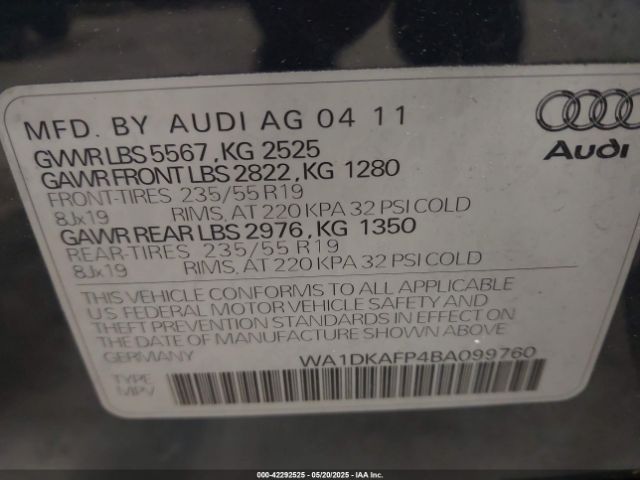 MFD. BY AUDI AG 04 11
GVWR LBS 5567, KG 2525
GAWR FRONT LBS 2822, KG 1280
FRONT-TIRES 235/55 R19
8Jx19 RIMS, AT 220 KPA 32 PSI COLD
GAWR REAR LBS 2976, KG 1350
REAR-TIRES 235/55 R19
8Jx19 RIMS, AT 220 KPA 32 PSI COLD
THIS VEHICLE CONFORMS TO ALL APPLICABLE
US FEDERAL MOTOR VEHICLE SAFETY AND
THEFT PREVENTION STANDARDS IN EFFECT ON
THE DATE OF MANUFACTURE SHOWN ABOVE
GERMANY WA1DKAFP4BA099760
TYPE:
MPV
Audi
000-42292525 - 05/20/2025 - IAAI